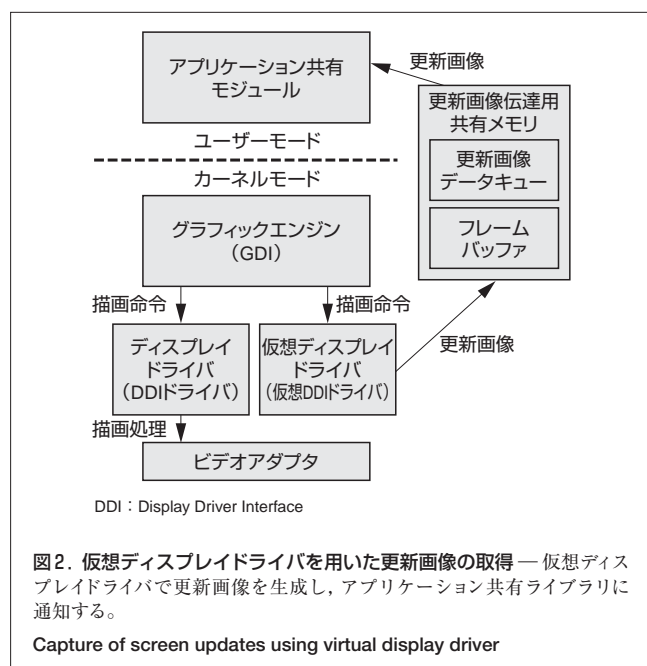 更新画像
アプリケーション共有
モジュール
更新画像伝達用
共有メモリ
更新画像
データキュー
フレーム
バッファ
ユーザーモード
カーネルモード
グラフィックエンジン
(GDI)
描画命令
描画命令
ディスプレイ
ドライバ
(DDIドライバ)
仮想ディスプレイ
ドライバ
(仮想DDIドライバ)
更新画像
描画処理
ビデオアダプタ
DDI:Display Driver Interface
図2.仮想ディスプレイドライバを用いた更新画像の取得 — 仮想ディス
プレイドライバで更新画像を生成し,アプリケーション共有ライブラリに
通知する。
Capture of screen updates using virtual display driver